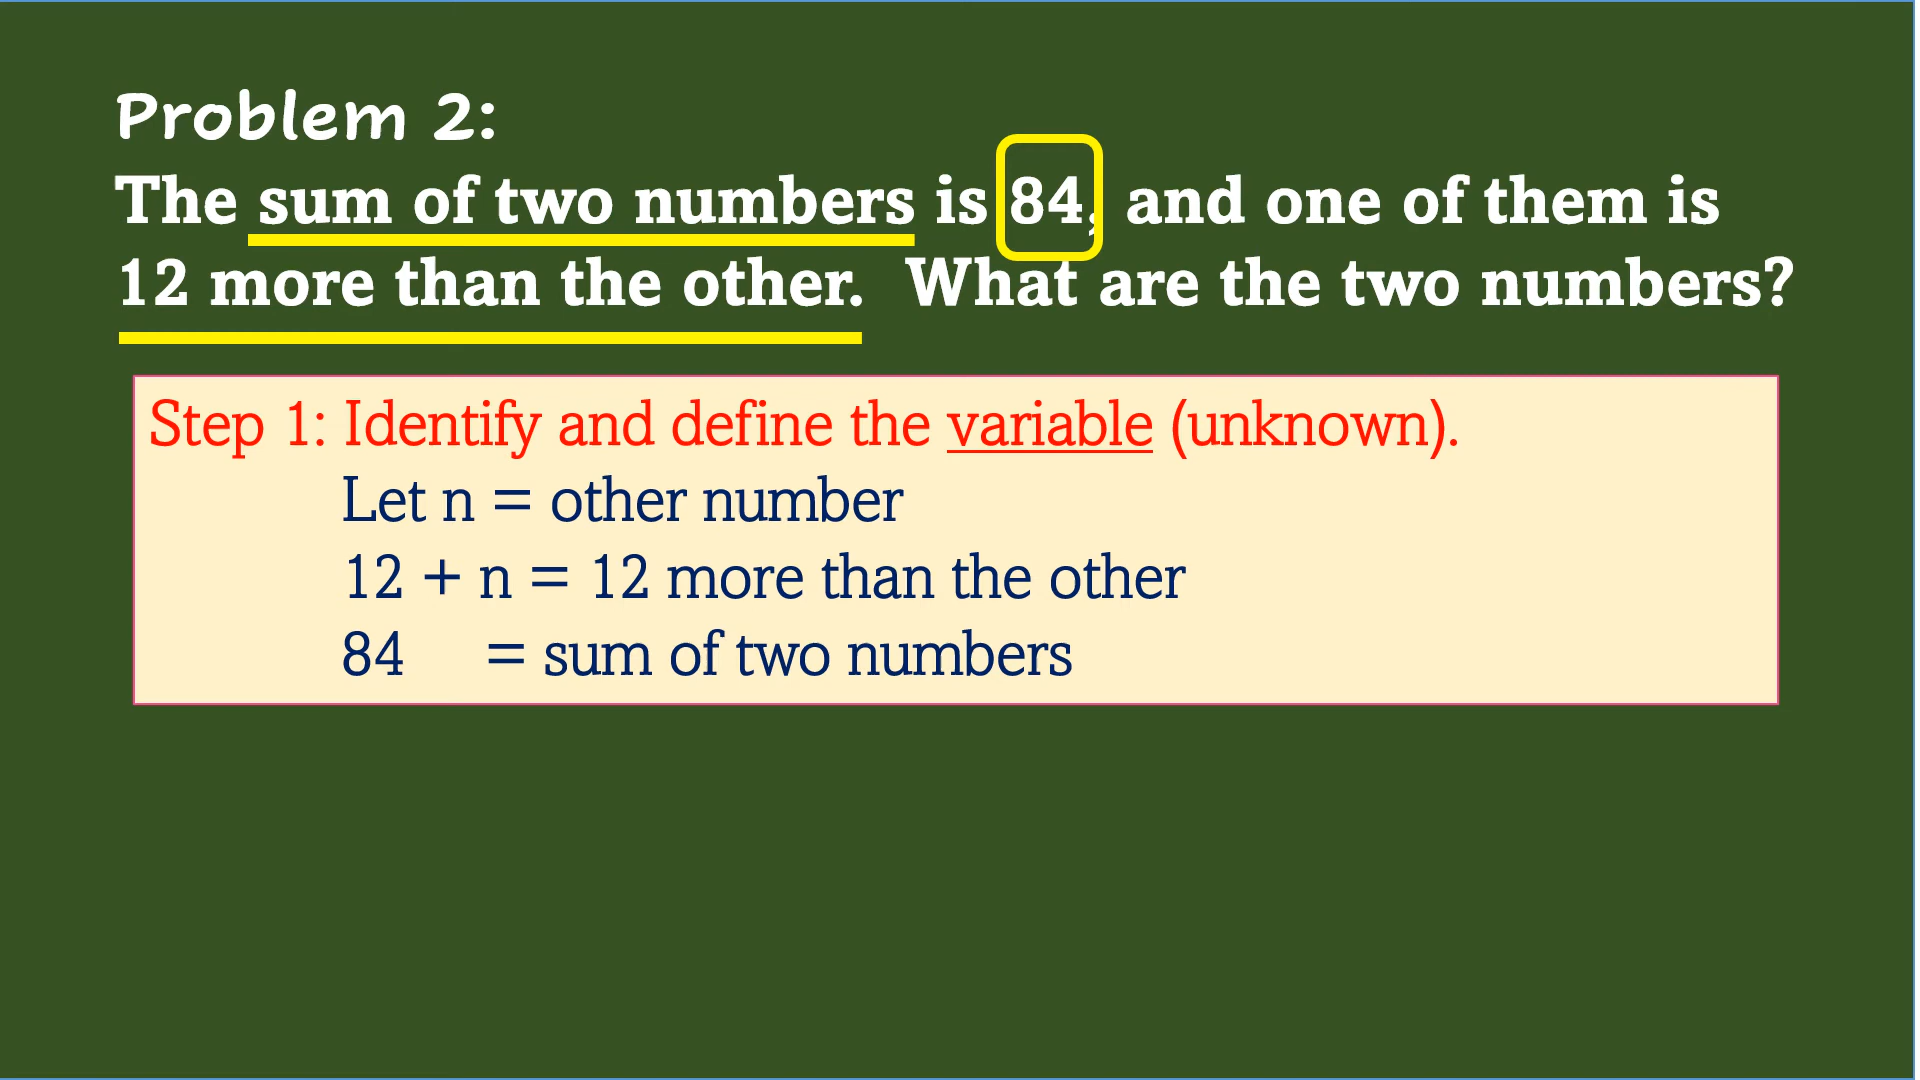 Problem 2:
The sum of two numbers is 84, and one of them is
12 more than the other. What are the two numbers?
Step 1: Identify and define the variable (unknown).
Let n = other number
12 + n = 12 more than the other
84 = sum of two numbers